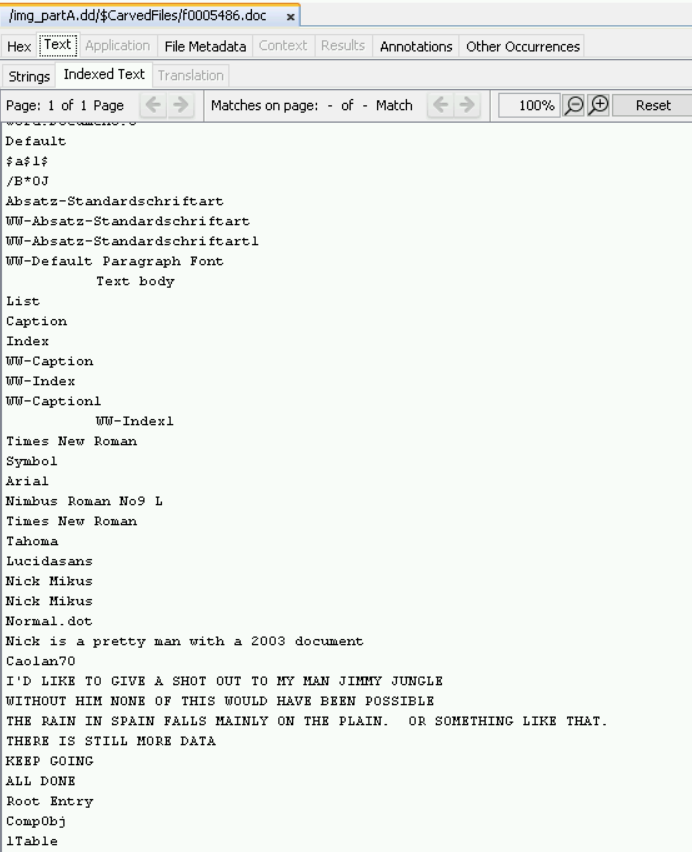 /img_partA.dd/$CarvedFiles/f0005486.doc x
Hex Text Application File Metadata Context Results Annotations Other Occurrences
Strings Indexed Text Translation
Page: 1 of 1 Page Matches on page: - of - Match 100% Reset
Default
$a$1$
/B*OJ
Absatz-Standardschriftart
WW-Absatz-Standardschriftart
WW-Absatz-Standardschriftart1
WW-Default Paragraph Font
Text body
List
Caption
Index
WW-Caption
WW-Index
WW-Caption1
WW-Index1
Times New Roman
Symbol
Arial
Nimbus Roman No9 L
Times New Roman
Tahoma
Lucidasans
Nick Mikus
Nick Mikus
Normal.dot
Nick is a pretty man with a 2003 document
Caolan70
I'D LIKE TO GIVE A SHOT OUT TO MY MAN JIMMY JUNGLE
WITHOUT HIM NONE OF THIS WOULD HAVE BEEN POSSIBLE
THE RAIN IN SPAIN FALLS MAINLY ON THE PLAIN.  OR SOMETHING LIKE THAT.
THERE IS STILL MORE DATA
KEEP GOING
ALL DONE
Root Entry
CompObj
1Table